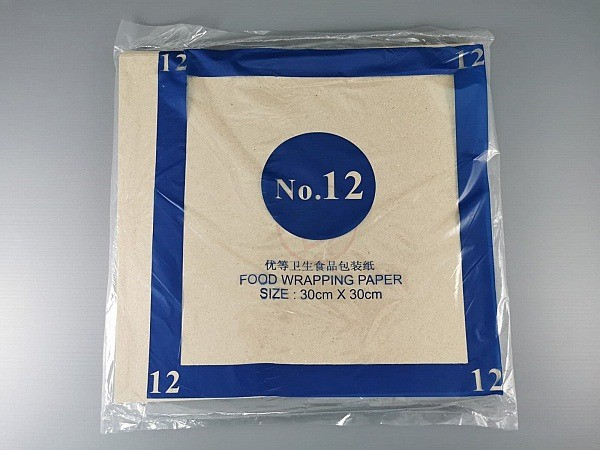 12 12
No.12
优等卫生食品包装纸
FOOD WRAPPING PAPER
SIZE : 30cm X 30cm
12 12